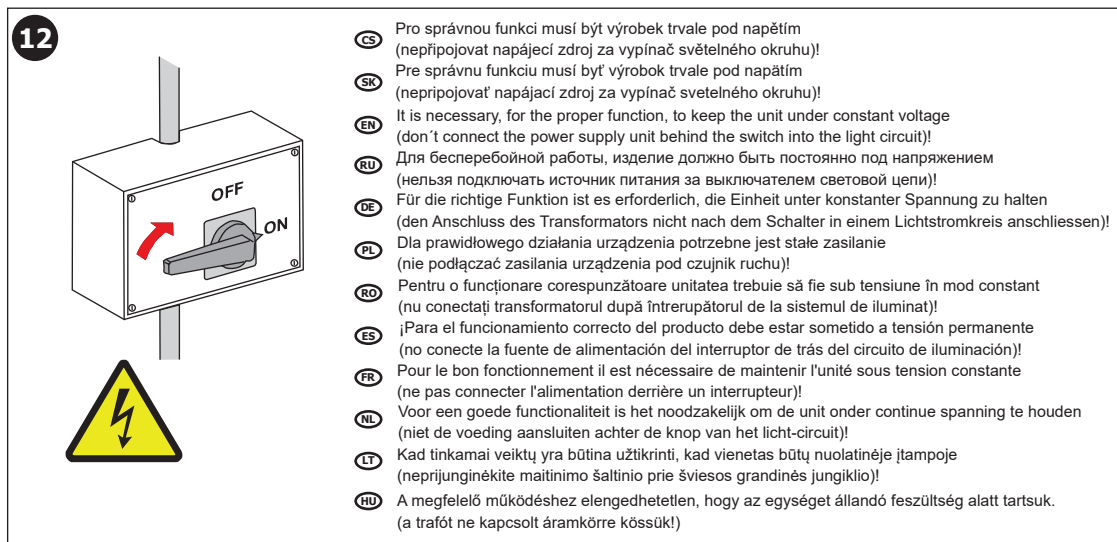 12
OFF
ON
CS Pro správnou funkci musí být výrobek trvale pod napětím
(nepřipojovat napájecí zdroj za vypínač světelného okruhu)!
SK Pre správnu funkciu musí byť výrobok trvale pod napätím
(nepripojovať napájací zdroj za vypínač svetelného okruhu)!
EN It is necessary, for the proper function, to keep the unit under constant voltage
(don´t connect the power supply unit behind the switch into the light circuit)!
RU Для бесперебойной работы, изделие должно быть постоянно под напряжением
(нельзя подключать источник питания за выключателем световой цепи)!
DE Für die richtige Funktion ist es erforderlich, die Einheit unter konstanter Spannung zu halten
(den Anschluss des Transformators nicht nach dem Schalter in einem Lichtstromkreis anschliessen)!
PL Dla prawidłowego działania urządzenia potrzebne jest stałe zasilanie
(nie podłączać zasilania urządzenia pod czujnik ruchu)!
RO Pentru o funcționare corespunzătoare unitatea trebuie să fie sub tensiune în mod constant
(nu conectați transformatorul după întrerupătorul de la sistemul de iluminat)!
ES ¡Para el funcionamiento correcto del producto debe estar sometido a tensión permanente
(no conecte la fuente de alimentación del interruptor de trás del circuito de iluminación)!
FR Pour le bon fonctionnement il est nécessaire de maintenir l'unité sous tension constante
(ne pas connecter l'alimentation derrière un interrupteur)!
NL Voor een goede functionaliteit is het noodzakelijk om de unit onder continue spanning te houden
(niet de voeding aansluiten achter de knop van het licht-circuit)!
LT Kad tinkamai veiktų yra būtina užtikrinti, kad vienetas būtų nuolatinėje įtampoje
(neprijunginėkite maitinimo šaltinio prie šviesos grandinės jungiklio)!
HU A megfelelő működéshez elengedhetetlen, hogy az egységet állandó feszültség alatt tartsuk.
(a trafót ne kapcsolt áramkörre kössük!)